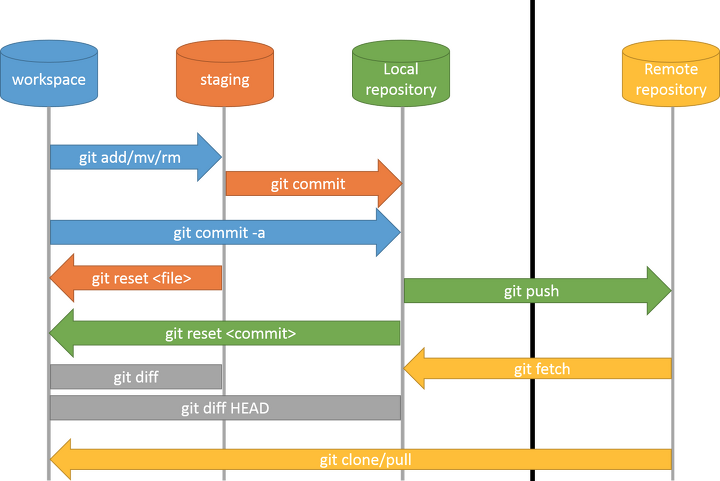 workspace
staging
Local
repository
Remote
repository
git add/mv/rm
git commit
git commit -a
git reset <file>
git push
git reset <commit>
git fetch
git diff
git diff HEAD
git clone/pull